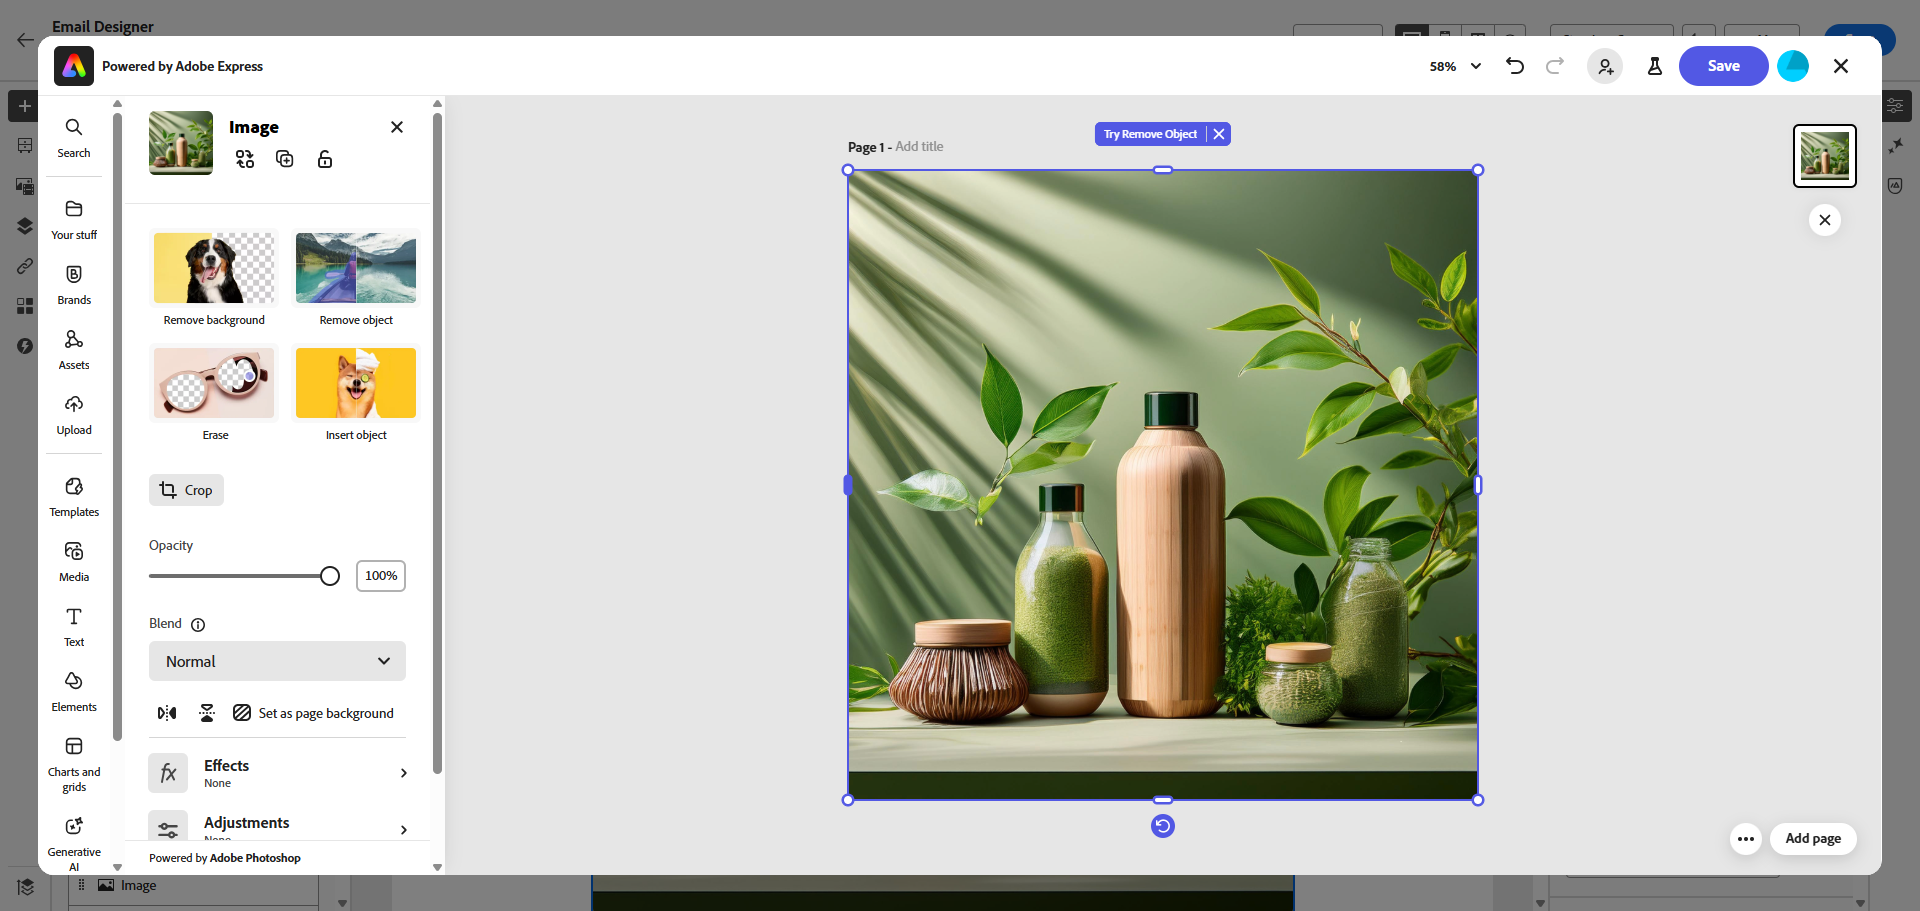 Email Designer
Powered by Adobe Express
58%
Save
Search
Your stuff
Brands
Assets
Upload
Templates
Media
Text
Elements
Charts and
grids
Generative
AI
Image
Remove background
Remove object
Erase
Insert object
Crop
Opacity
100%
Blend
Normal
Set as page background
Effects
None
Adjustments
None
Powered by Adobe Photoshop
Page 1 - Add title
Try Remove Object
Add page
Image